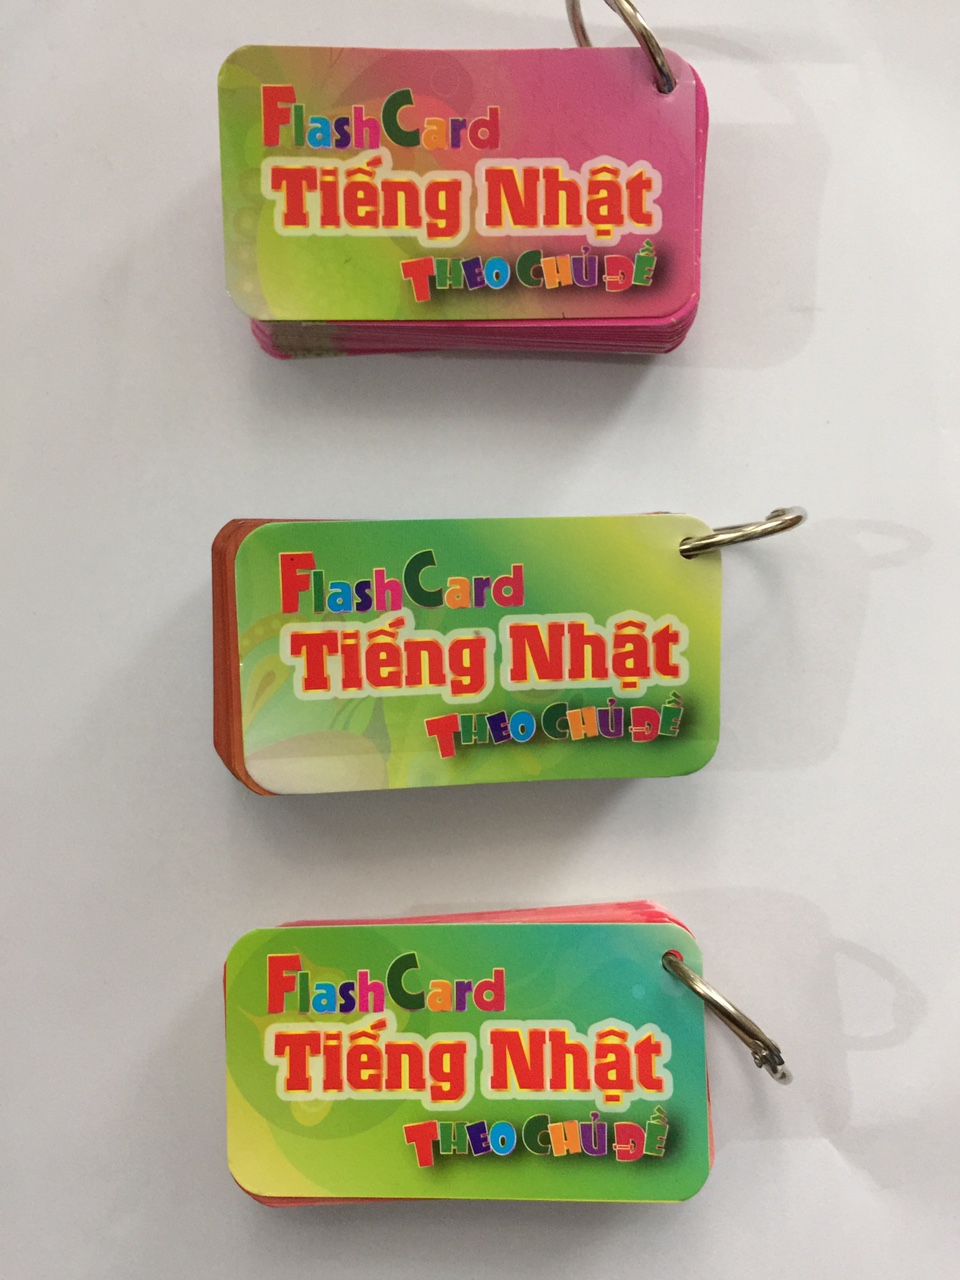 FlashCard
Tiếng Nhật
THEO CHỦ ĐỀ
FlashCard
Tiếng Nhật
THEO CHỦ ĐỀ
FlashCard
Tiếng Nhật
THEO CHỦ ĐỀ